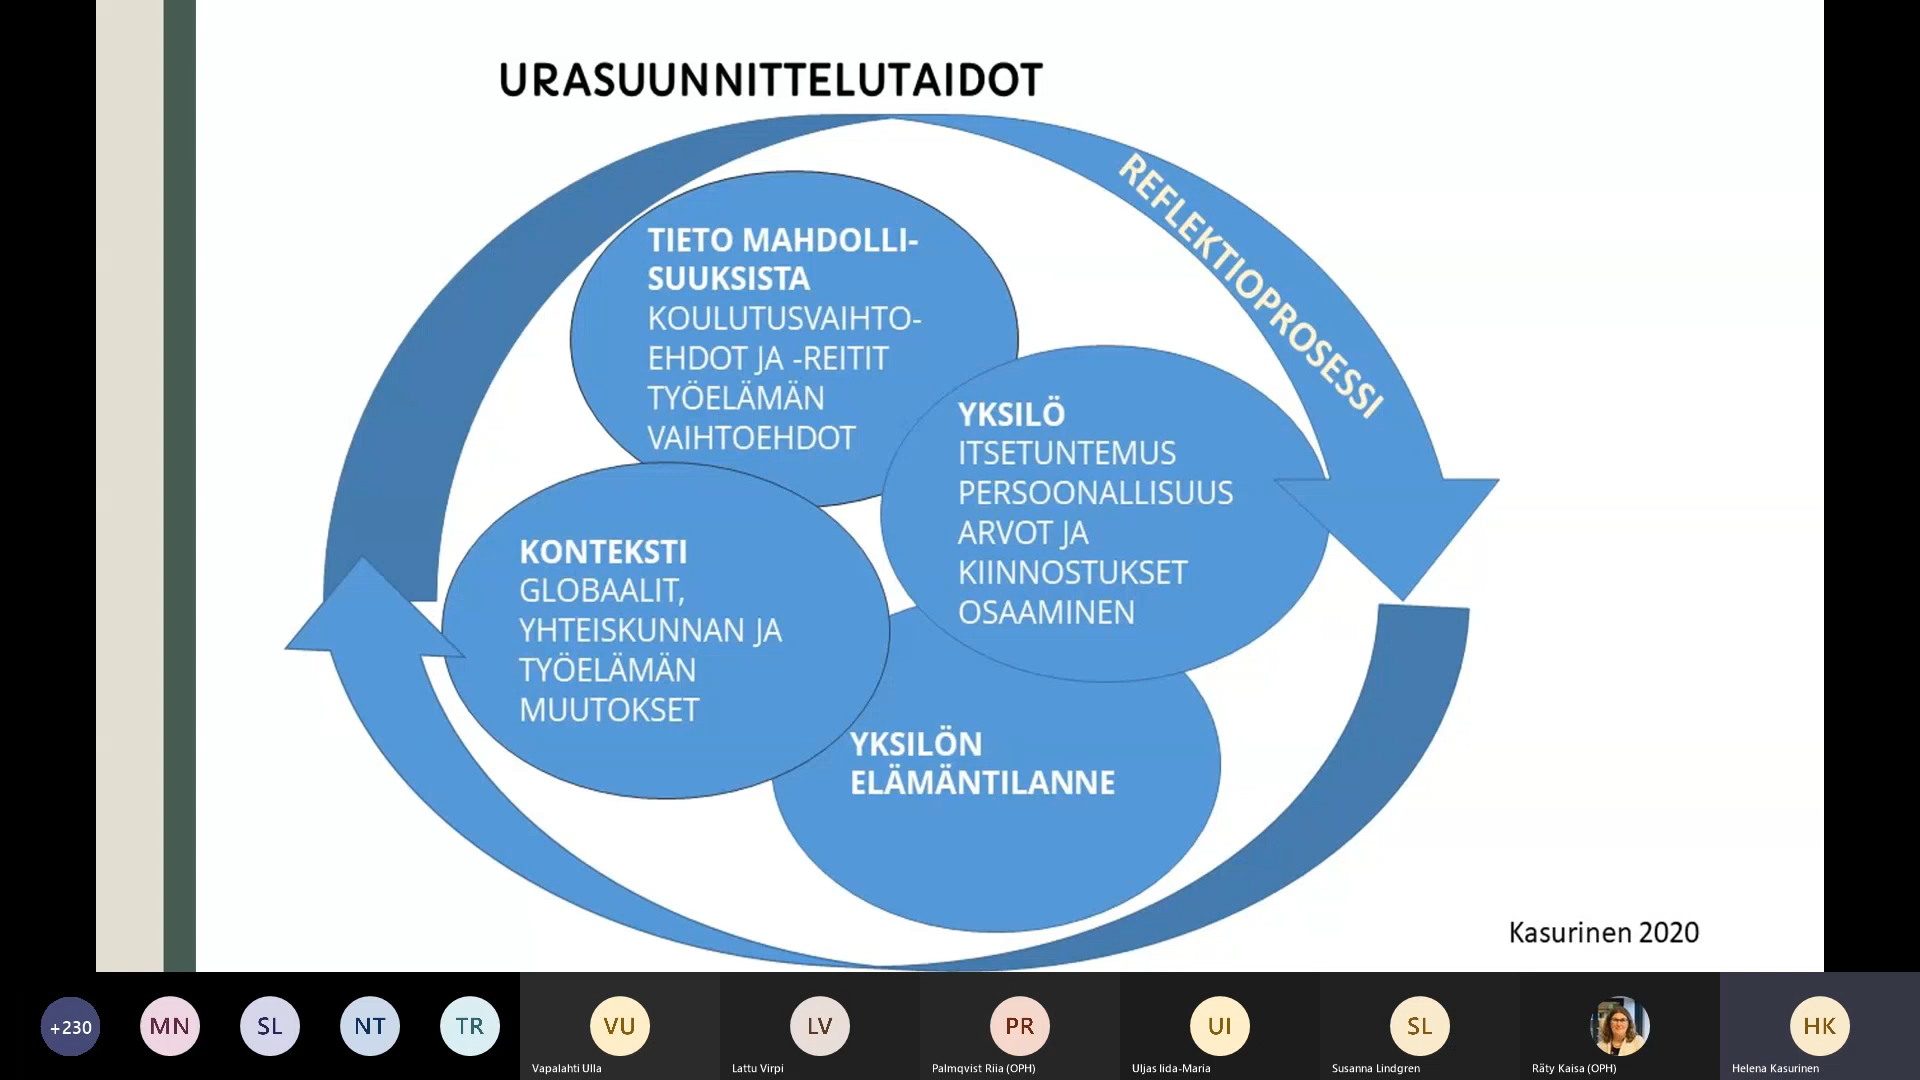 URASUUNNITTELUTAIDOT
REFLEKTIOPROSESSI
TIETO MAHDOLLI-
SUUKSISTA
KOULUTUSVAIHTO-
EHDOT JA -REITIT
TYÖELÄMÄN
VAIHTOEHDOT
YKSILÖ
ITSETUNTEMUS
PERSOONALLISUUS
ARVOT JA
KIINNOSTUKSET
OSAAMINEN
KONTEKSTI
GLOBAALIT,
YHTEISKUNNAN JA
TYÖELÄMÄN
MUUTOKSET
YKSILÖN
ELÄMÄNTILANNE
Kasurinen 2020
+230
MN
SL
NT
TR
VU
Vapalahti Ulla
LV
Lattu Virpi
PR
Palmqvist Riia (OPH)
UI
Uljas Iida-Maria
SL
Susanna Lindgren
Räty Kaisa (OPH)
HK
Helena Kasurinen